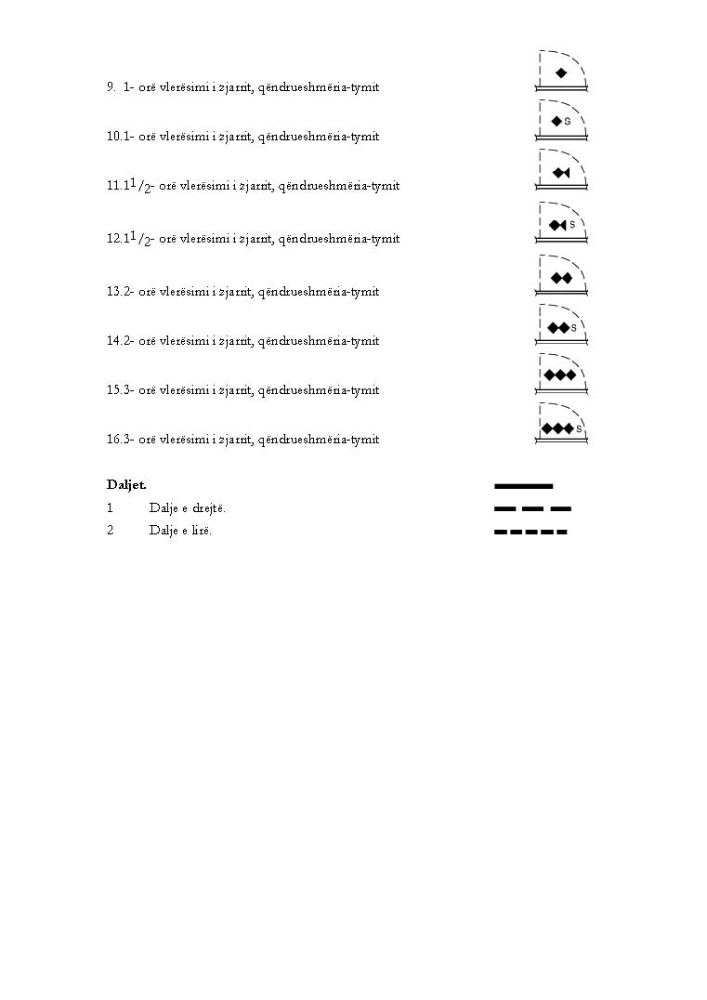 9. 1- orë vlerësimi i zjarrit, qëndrueshmëria-tymit
10.1- orë vlerësimi i zjarrit, qëndrueshmëria-tymit
S
11.1 1/2- orë vlerësimi i zjarrit, qëndrueshmëria-tymit
12.1 1/2- orë vlerësimi i zjarrit, qëndrueshmëria-tymit
S
13.2- orë vlerësimi i zjarrit, qëndrueshmëria-tymit
14.2- orë vlerësimi i zjarrit, qëndrueshmëria-tymit
S
15.3- orë vlerësimi i zjarrit, qëndrueshmëria-tymit
16.3- orë vlerësimi i zjarrit, qëndrueshmëria-tymit
S
Daljet.
1 Dalje e drejtë.
2 Dalje e lirë.